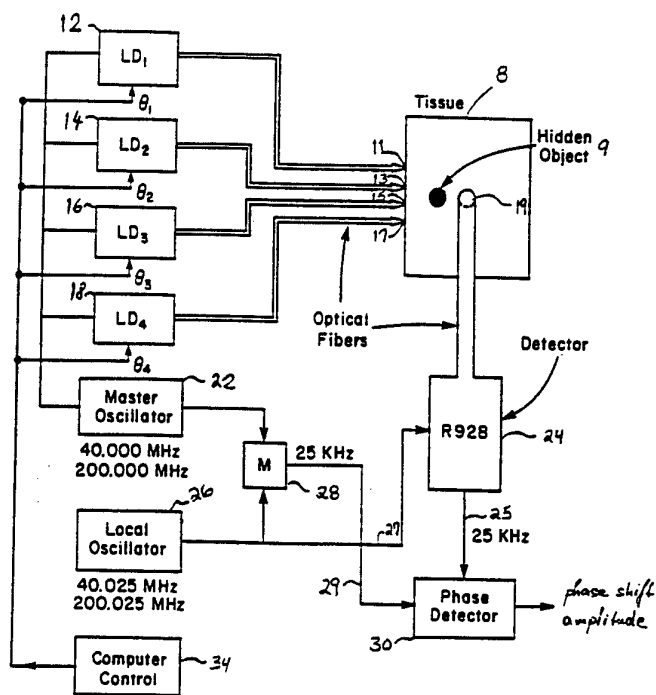 12
LD₁
θ₁
14
LD₂
θ₂
16
LD₃
θ₃
18
LD₄
θ₄
Tissue
8
11
13
15
17
Hidden
Object
9
19
Optical
Fibers
Detector
R928
24
22
Master
Oscillator
40.000 MHz
200.000 MHz
M
25 KHz
28
26
Local
Oscillator
40.025 MHz
200.025 MHz
27
25
25 KHz
29
Phase
Detector
30
phase shift
amplitude
Computer
Control
34